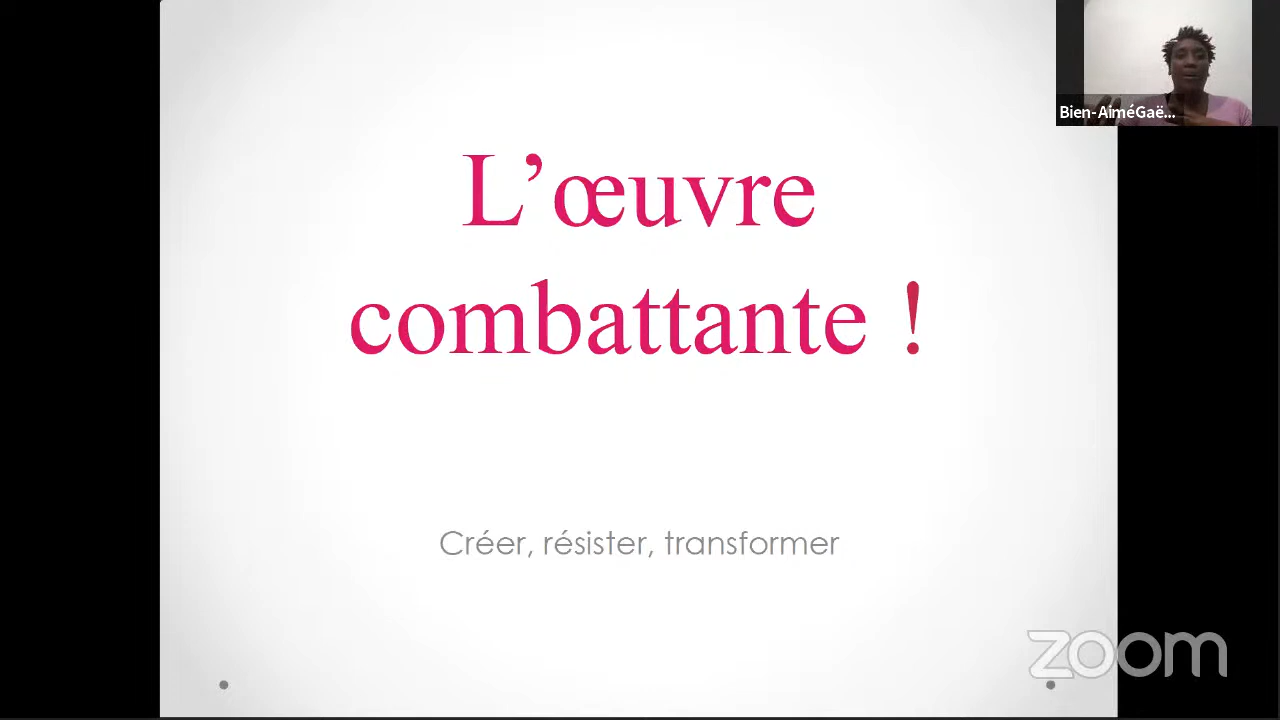 Bien-AiméGaë...
L’œuvre
combattante !
Créer, résister, transformer
zoom